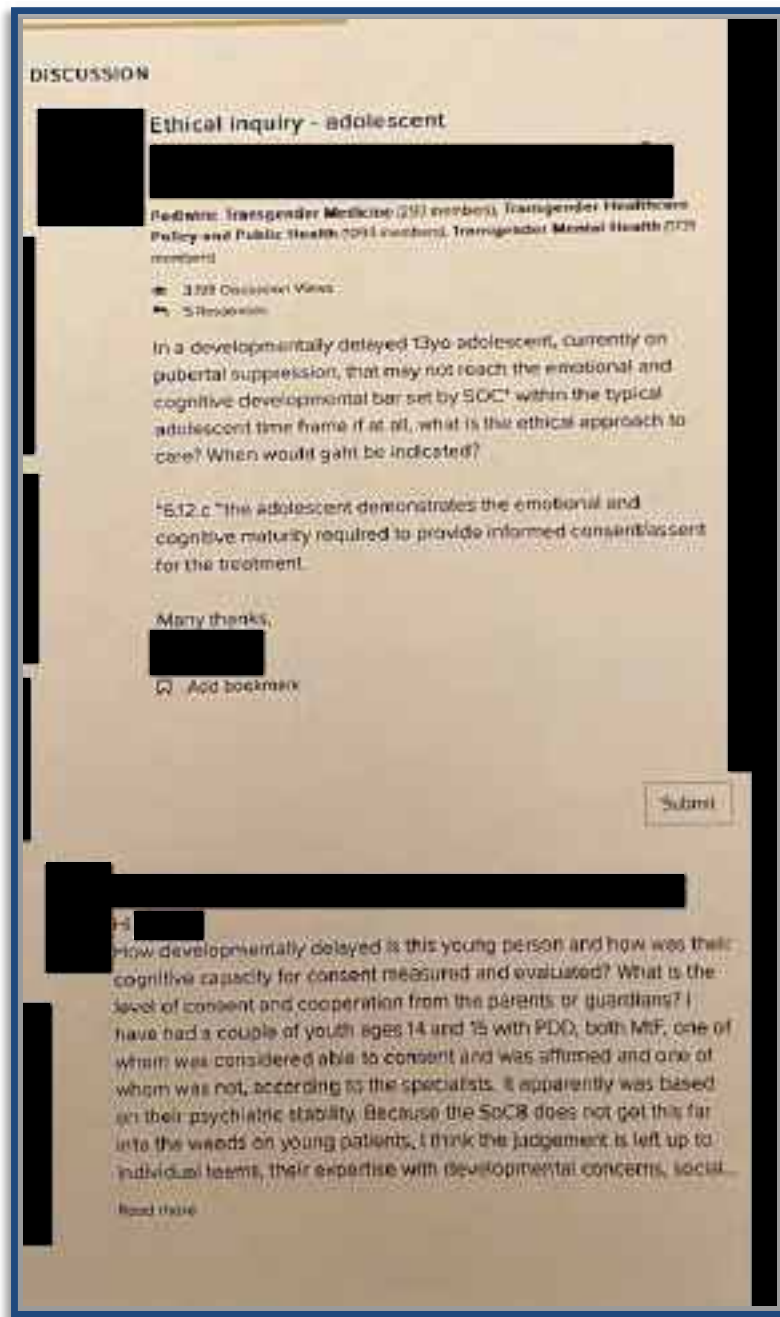 DISCUSSION
Ethical inquiry - adolescent
Pediatric Transgender Medicine members), Transgender Healthcare
Policy and Public Health members), Transgender Mental Health
members)
Discussion Views
5 Responses
In a developmentally delayed 13yo adolescent, currently on
pubertal suppression, that may not reach the emotional and
cognitive developmental bar set by SOC* within the typical
adolescent time frame if at all, what is the ethical approach to
care? When would gaht be indicated?
*6.12.c "the adolescent demonstrates the emotional and
cognitive maturity required to provide informed consent/assent
for the treatment.
Many thanks,
Add bookmark
Submit
Hi
How developmentally delayed is this young person and how was their
cognitive capacity for consent measured and evaluated? What is the
level of consent and cooperation from the parents or guardians? I
have had a couple of youth ages 14 and 15 with PDD, both MtF, one of
whom was considered able to consent and was affirmed and one of
whom was not, according to the specialists. It apparently was based
on their psychiatric stability. Because the SoC8 does not get this far
into the weeds on young patients, I think the judgement is left up to
individual teams, their expertise with developmental concerns, social...
Read more